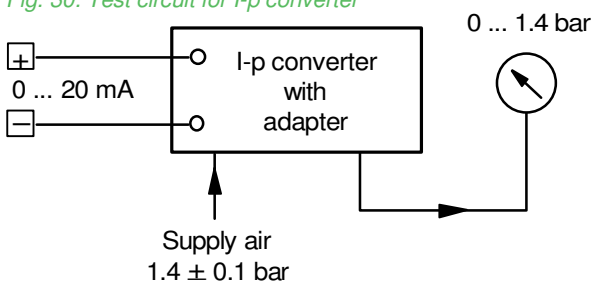 Fig. 30: Test circuit for I-p converter
0 ... 1.4 bar
+
0 ... 20 mA
−
I-p converter
with
adapter
Supply air
1.4 ± 0.1 bar